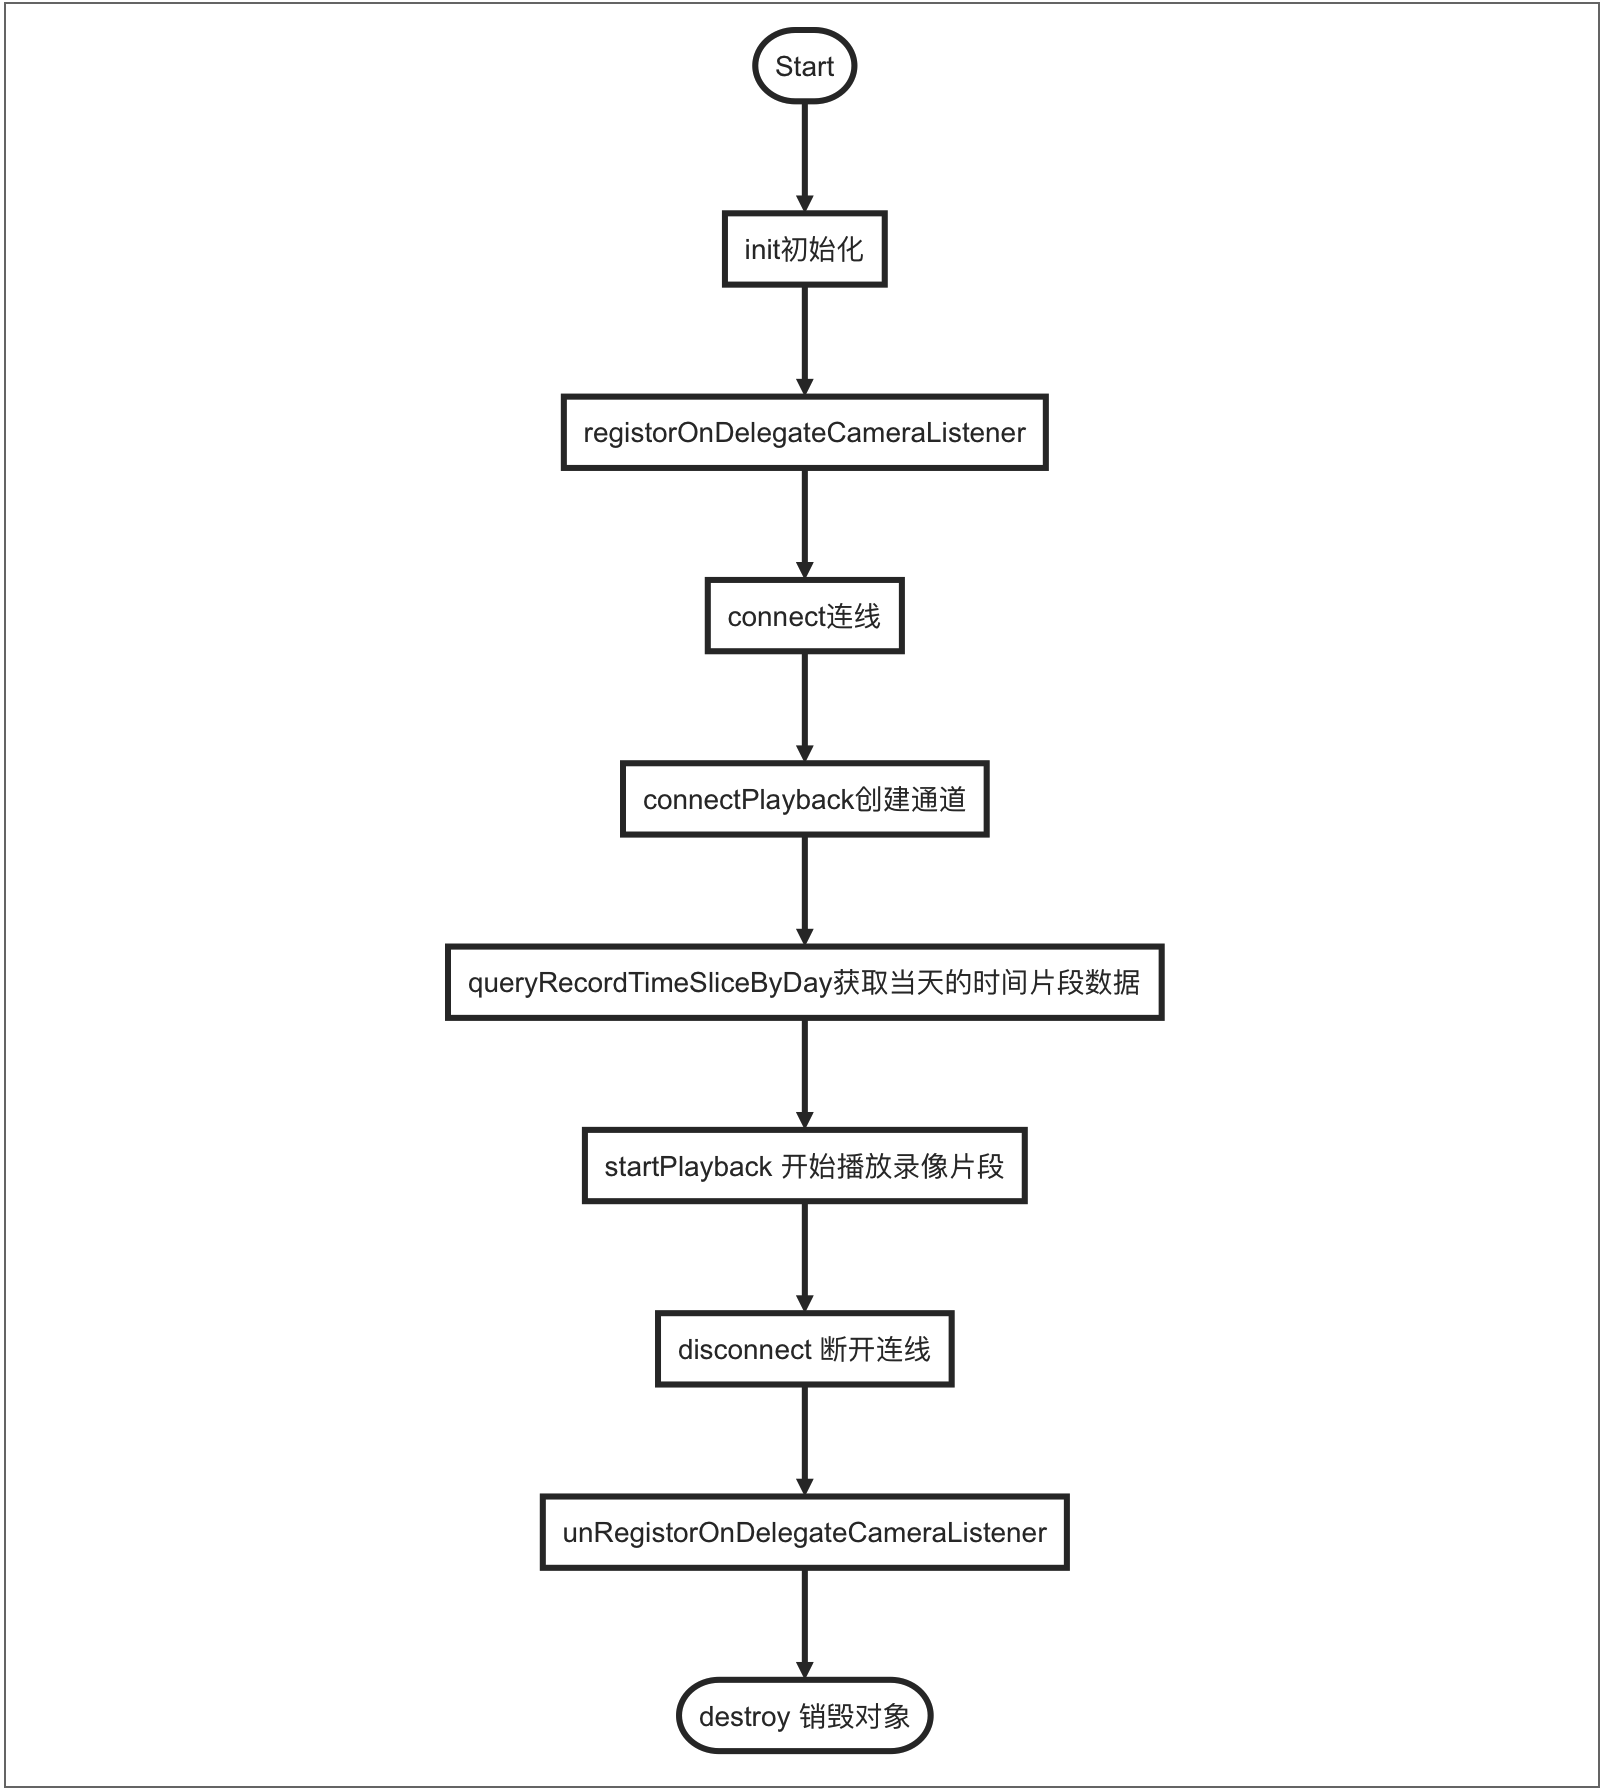 Start
init初始化
registorOnDelegateCameraListener
connect连线
connectPlayback创建通道
queryRecordTimeSliceByDay获取当天的时间片段数据
startPlayback 开始播放录像片段
disconnect 断开连线
unRegistorOnDelegateCameraListener
destroy 销毁对象